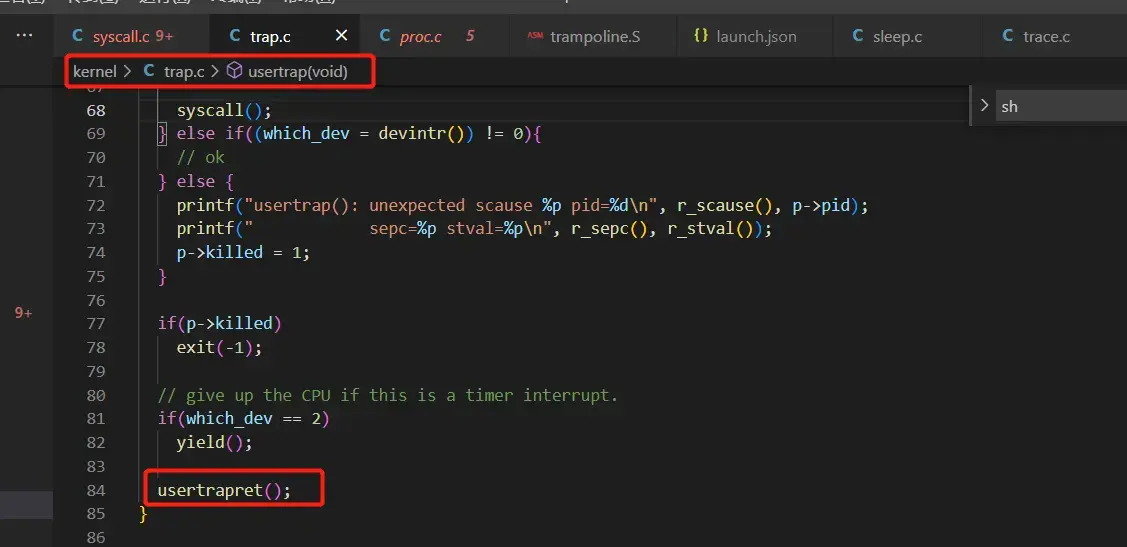 syscall.c 9+ trap.c × proc.c 5 ASM trampoline.S {} launch.json sleep.c trace.c
kernel > C trap.c > usertrap(void)
sh
68 syscall();
69 } else if((which_dev = devintr()) != 0){
70 // ok
71 } else {
72 printf("usertrap(): unexpected scause %p pid=%d\n", r_scause(), p->pid);
73 printf("            sepc=%p stval=%p\n", r_sepc(), r_stval());
74 p->killed = 1;
75 }
76
77 if(p->killed)
78 exit(-1);
79
80 // give up the CPU if this is a timer interrupt.
81 if(which_dev == 2)
82 yield();
83
84 usertrapret();
85 }
86
9+